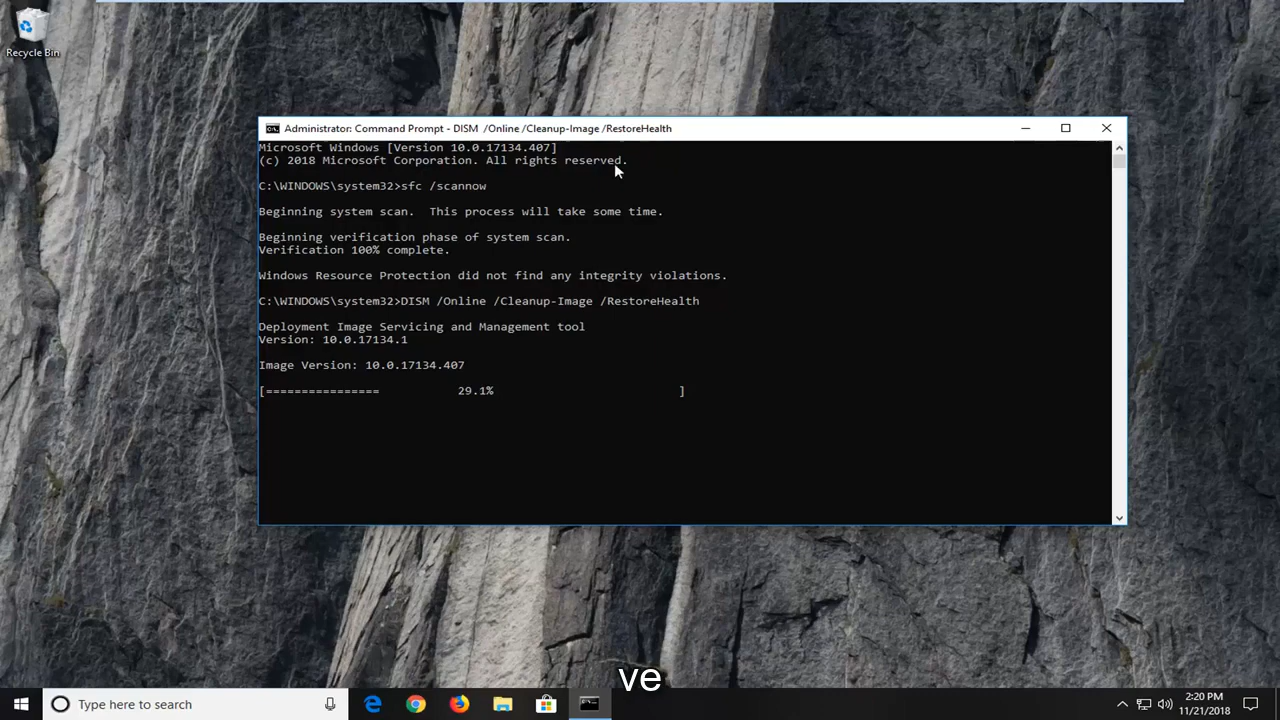 Recycle Bin
Administrator: Command Prompt - DISM  /Online /Cleanup-Image /RestoreHealth
Microsoft Windows [Version 10.0.17134.407]
(c) 2018 Microsoft Corporation. All rights reserved.
C:\WINDOWS\system32>sfc /scannow
Beginning system scan.  This process will take some time.
Beginning verification phase of system scan.
Verification 100% complete.
Windows Resource Protection did not find any integrity violations.
C:\WINDOWS\system32>DISM /Online /Cleanup-Image /RestoreHealth
Deployment Image Servicing and Management tool
Version: 10.0.17134.1
Image Version: 10.0.17134.407
[================           29.1%                          ]
ve
Type here to search
2:20 PM
11/21/2018